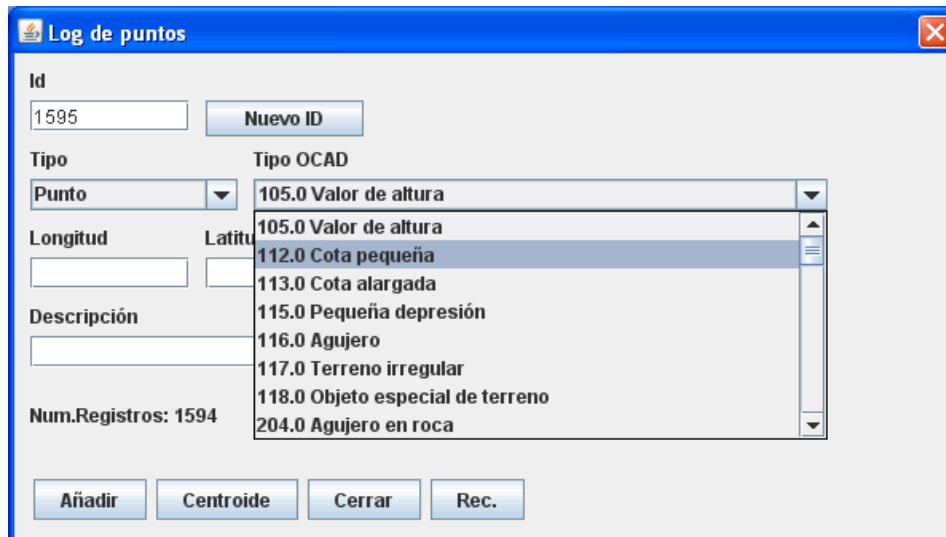 Log de puntos
Id
1595
Nuevo ID
Tipo
Tipo OCAD
Punto
105.0 Valor de altura
105.0 Valor de altura
Longitud
Latitu
112.0 Cota pequeña
113.0 Cota alargada
Descripción
115.0 Pequeña depresión
116.0 Agujero
117.0 Terreno irregular
118.0 Objeto especial de terreno
Num.Registros: 1594
204.0 Agujero en roca
Añadir
Centroide
Cerrar
Rec.